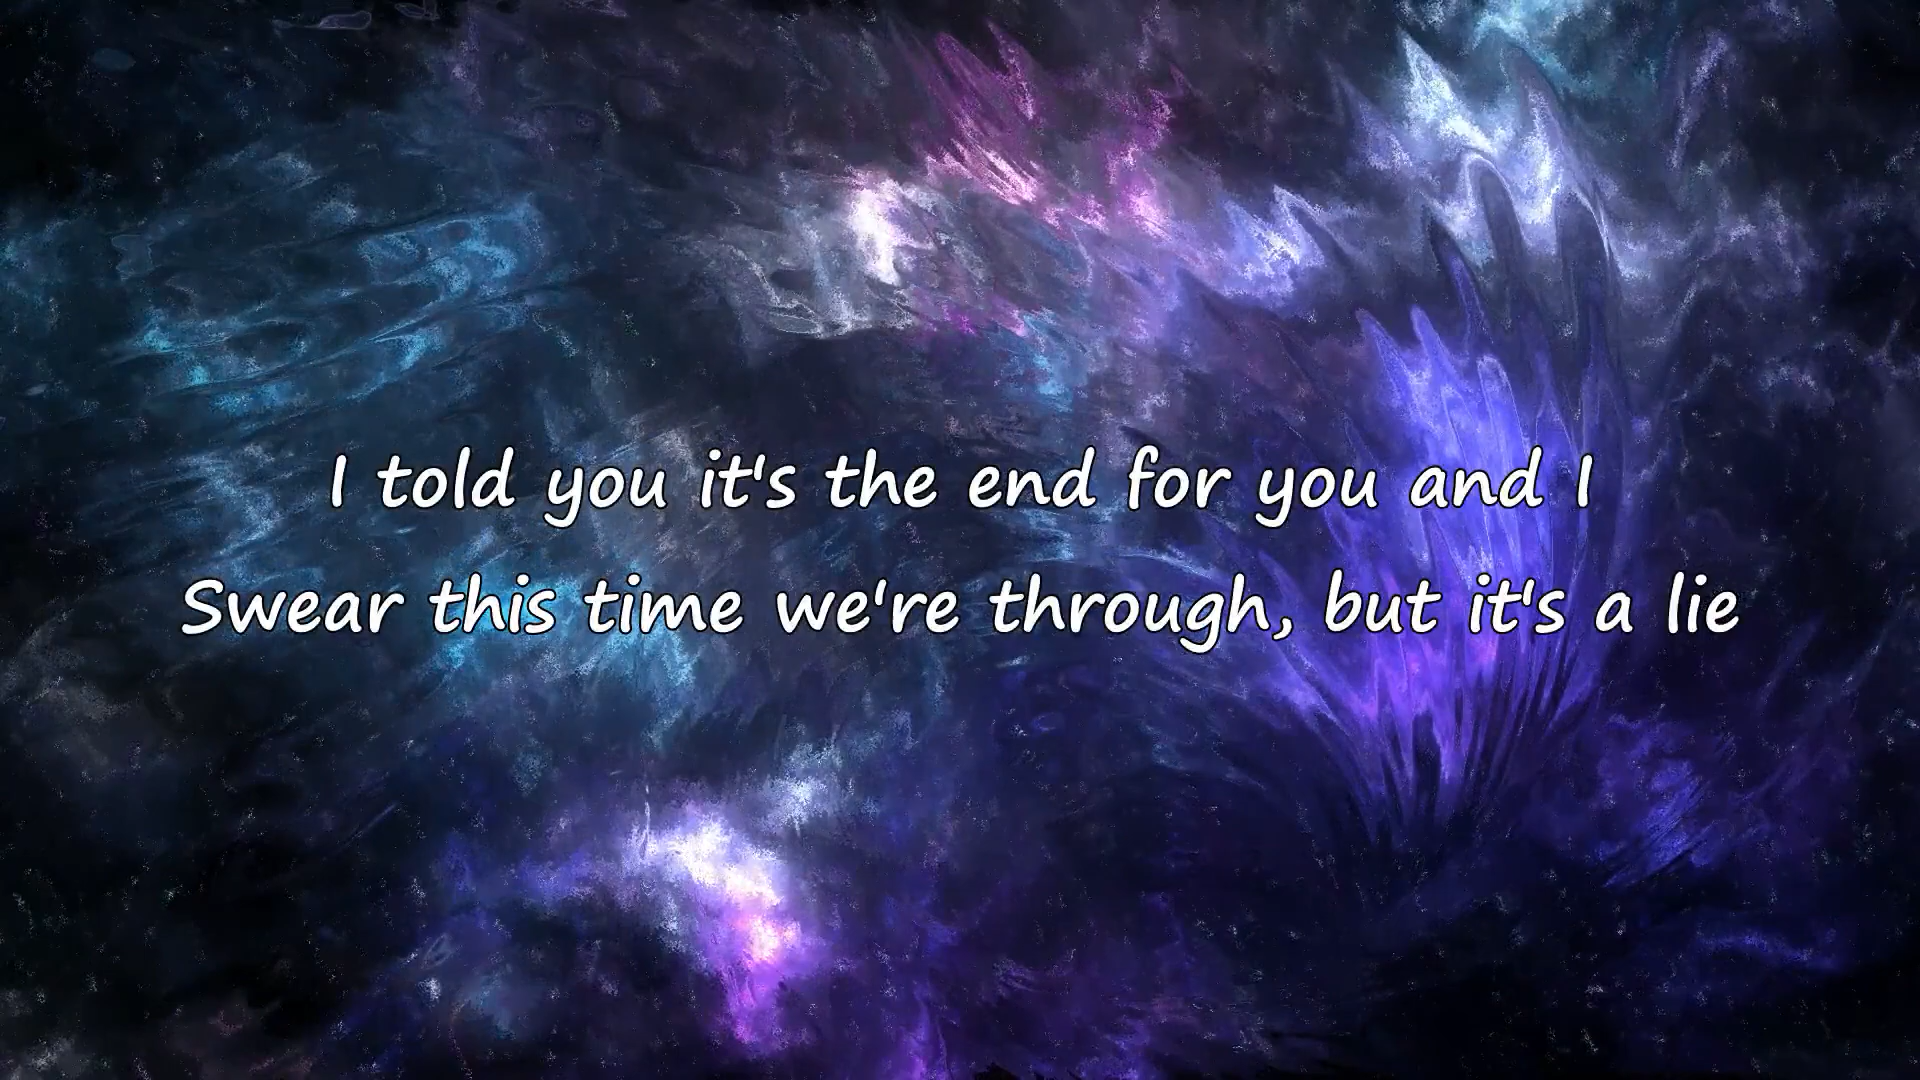 I told you it's the end for you and I
Swear this time we're through, but it's a lie